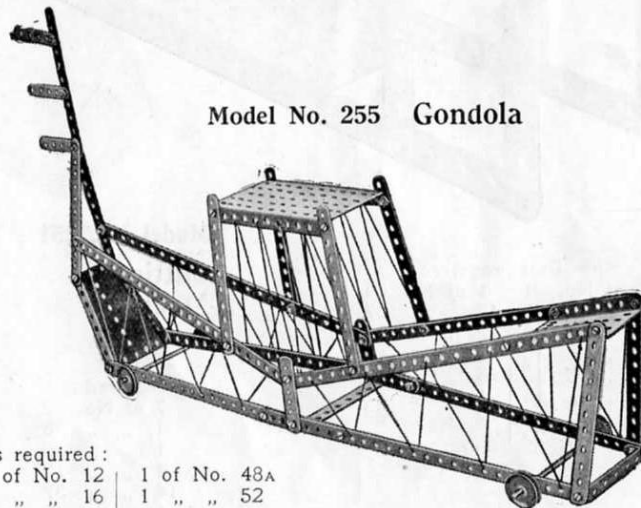 Model No. 255 Gondola
s required :
of No. 12 | 1 of No. 48A
„ „ 16 | 1 „ „ 52